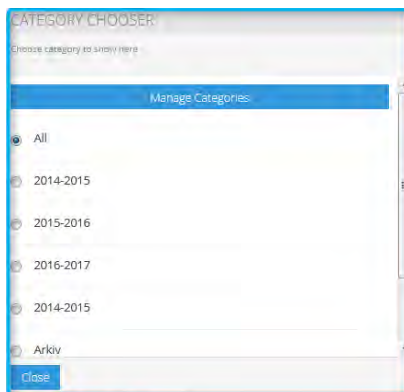 CATEGORY CHOOSER
Choose category to show here
Manage Categories
All
2014-2015
2015-2016
2016-2017
2014-2015
Arkiv
Close